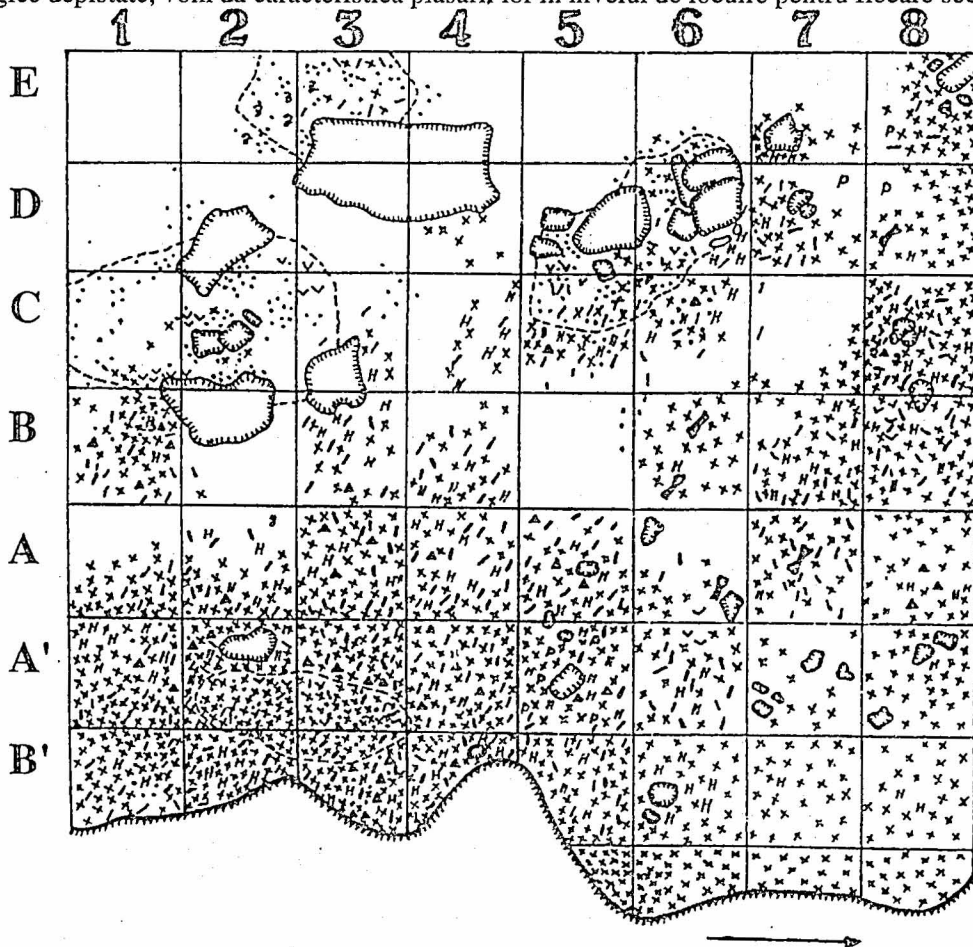 gice depistate, vom da caracteristica plasării lor în nivelul de locuire pentru fiecare
1 2 3 4 5 6 7 8
E
D
C
B
A
A'
B'